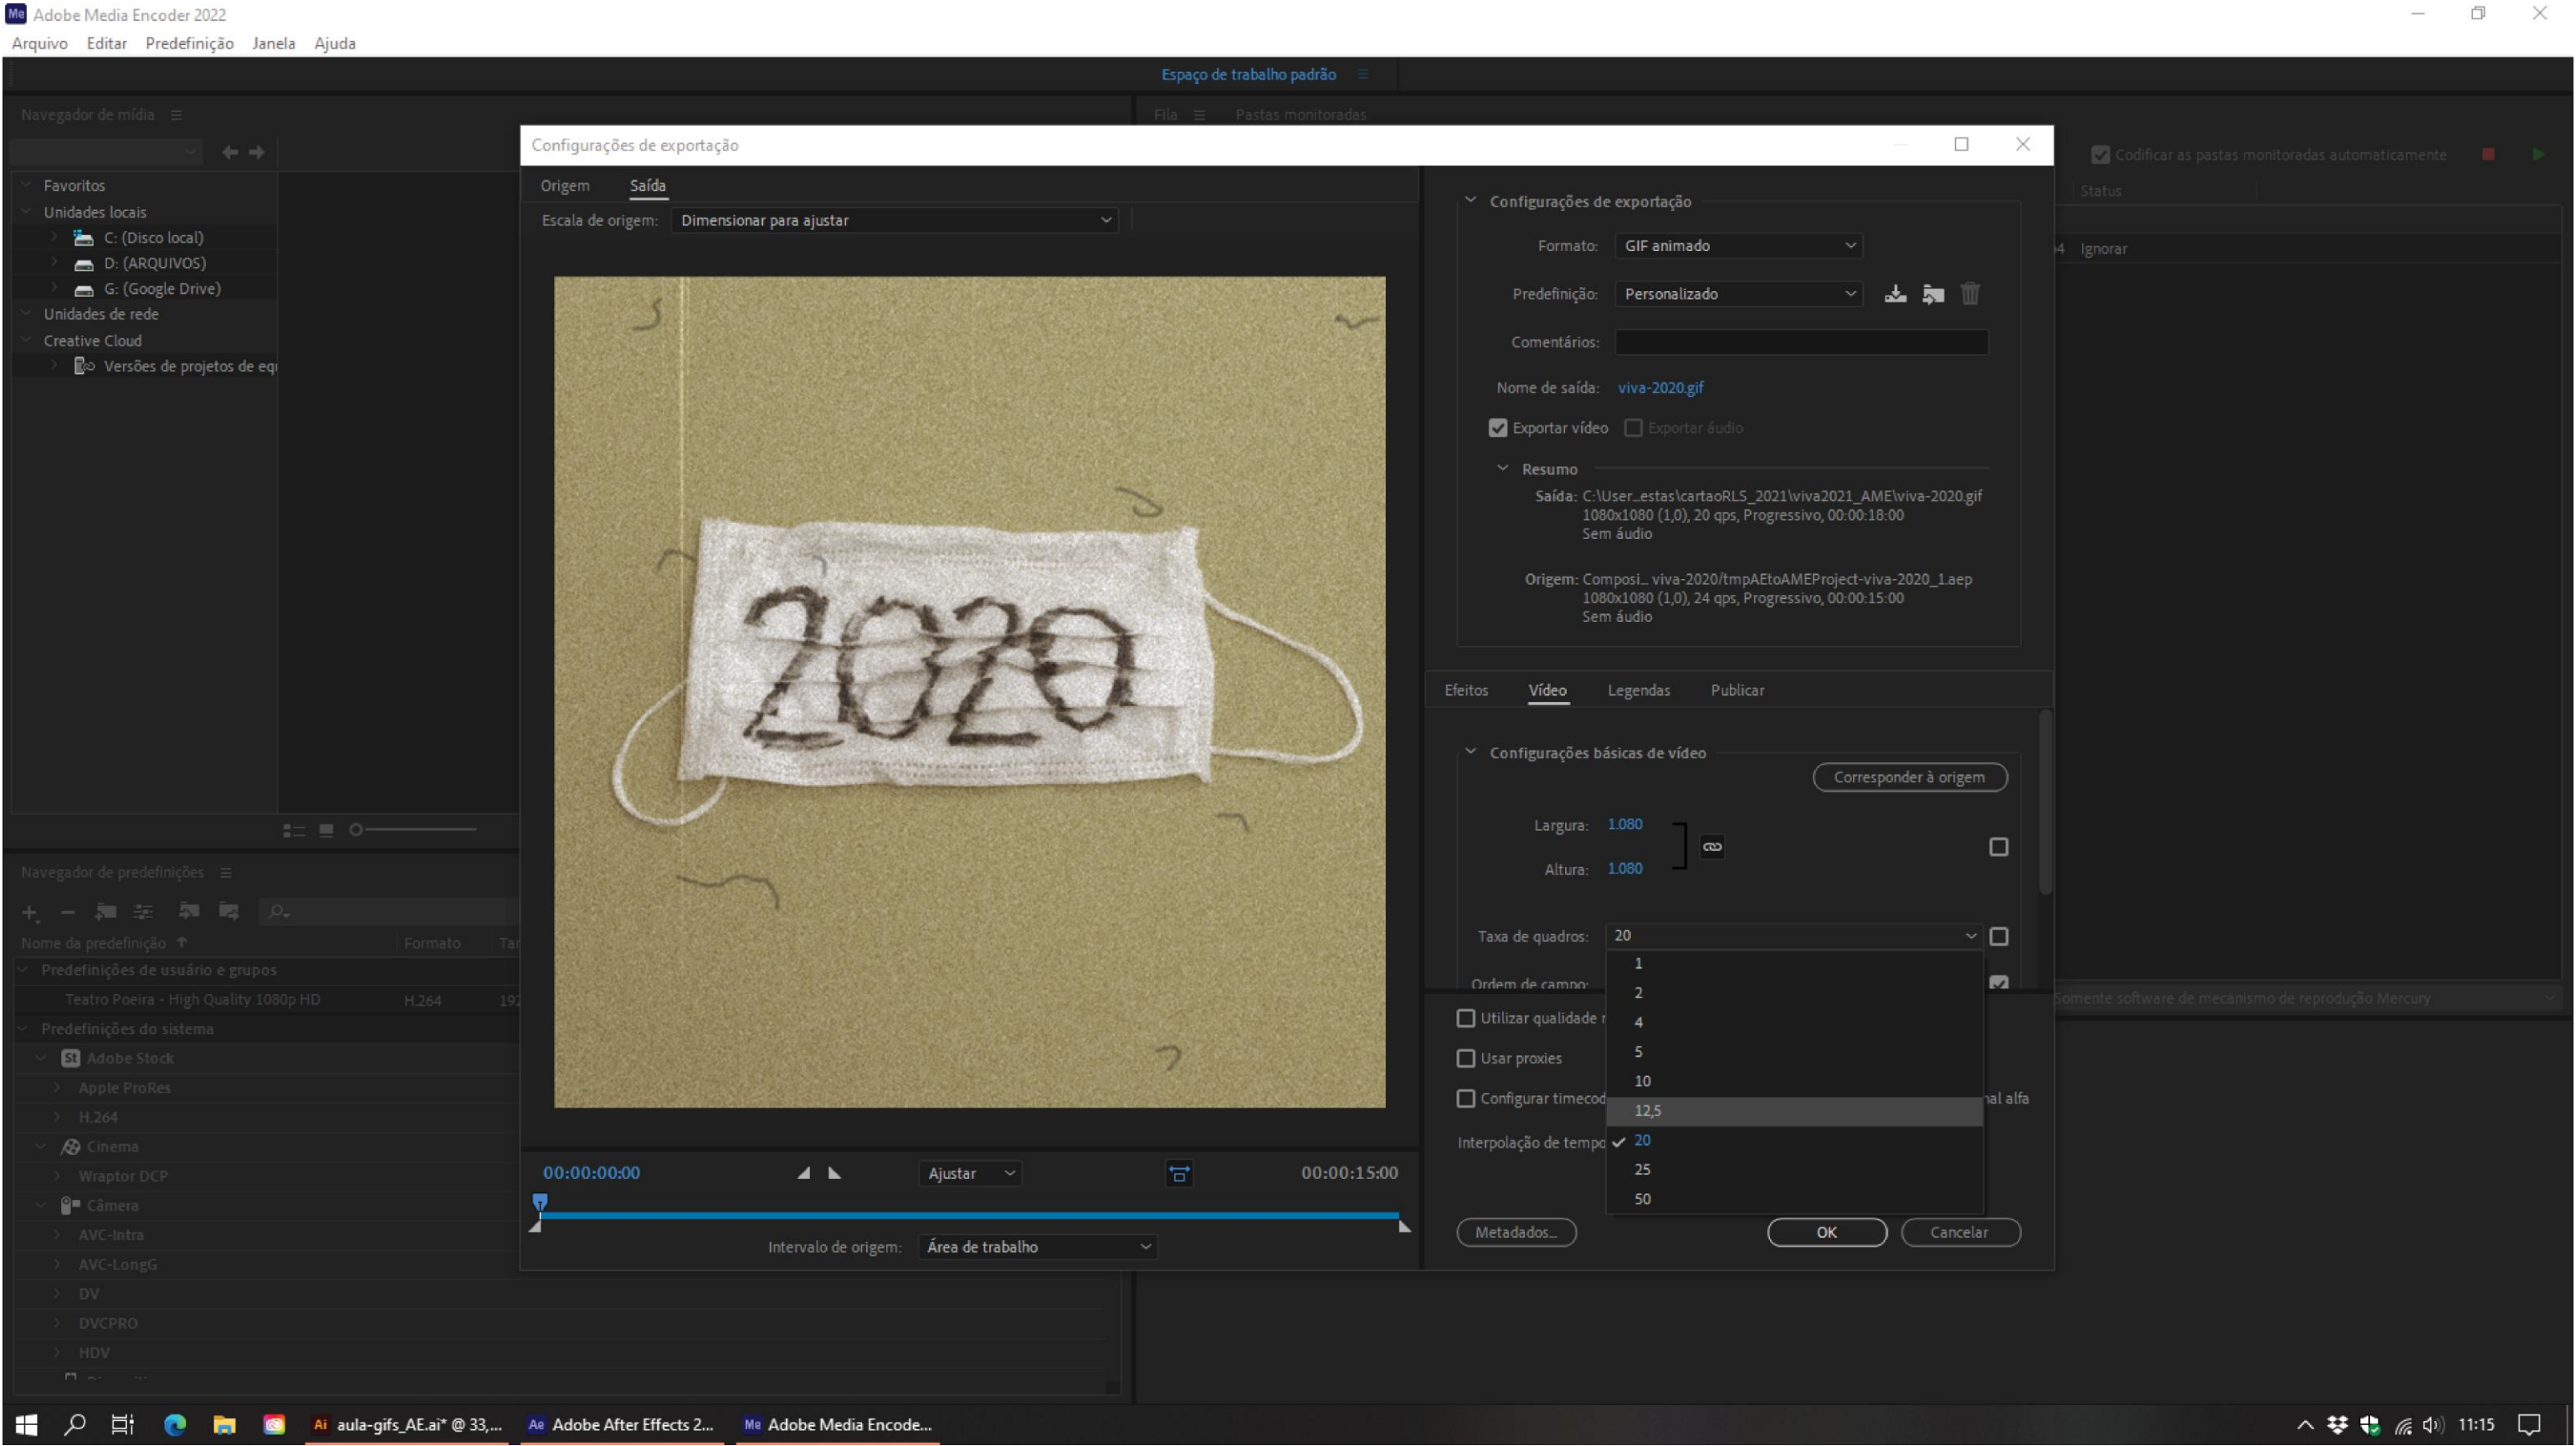 Me Adobe Media Encoder 2022
Arquivo Editar Predefinição Janela Ajuda
Espaço de trabalho padrão
Navegador de mídia
Favoritos
Unidades locais
C: (Disco local)
D: (ARQUIVOS)
G: (Google Drive)
Unidades de rede
Creative Cloud
Versões de projetos de equ
Fila Pastas monitoradas
Codificar as pastas monitoradas automaticamente
Status
Ignorar
Configurações de exportação
Origem Saída
Escala de origem: Dimensionar para ajustar
2020
00:00:00:00 Ajustar 00:00:15:00
Intervalo de origem: Área de trabalho
Configurações de exportação
Formato: GIF animado
Predefinição: Personalizado
Comentários:
Nome de saída: viva-2020.gif
Exportar vídeo Exportar áudio
Resumo
Saída: C:\User_estas\cartaoRLS_2021\viva2021_AME\viva-2020.gif
1080x1080 (1,0), 20 qps, Progressivo, 00:00:18:00
Sem áudio
Origem: Composi_ viva-2020/tmpAEtoAMEProject-viva-2020_1.aep
1080x1080 (1,0), 24 qps, Progressivo, 00:00:15:00
Sem áudio
Efeitos Vídeo Legendas Publicar
Configurações básicas de vídeo
Corresponder à origem
Largura: 1.080
Altura: 1.080
Taxa de quadros: 20
Ordem de campo:
1
2
4
5
10
12,5
20
25
50
Utilizar qualidade
Usar proxies
Configurar timecod
nal alfa
Interpolação de tempo
Metadados... OK Cancelar
Navegador de predefinições
Nome da predefinição Formato Tar
Predefinições de usuário e grupos
Teatro Poeira - High Quality 1080p HD H.264 192
Predefinições do sistema
St Adobe Stock
Apple ProRes
H.264
Cinema
Wraptor DCP
Câmera
AVC-Intra
AVC-LongG
DV
DVCPRO
HDV
Somente software de mecanismo de reprodução Mercury
Ai aula-gifs_AE.ai* @ 33,... Ae Adobe After Effects 2... Me Adobe Media Encode... 11:15